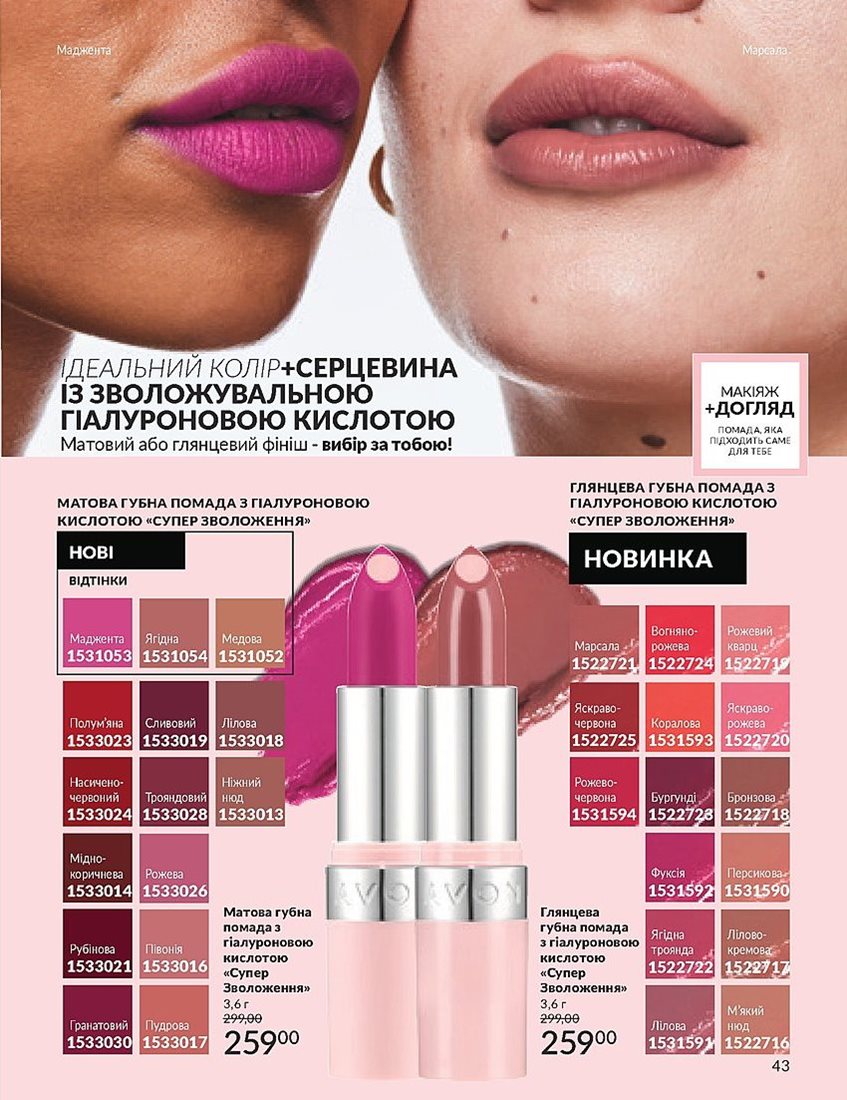 Маджента
Марсала
ІДЕАЛЬНИЙ КОЛІР+СЕРЦЕВИНА
ІЗ ЗВОЛОЖУВАЛЬНОЮ
ГІАЛУРОНОВОЮ КИСЛОТОЮ
Матовий або глянцевий фініш - вибір за тобою!
МАКІЯЖ
+ДОГЛЯД
ПОМАДА, ЯКА
ПІДХОДИТЬ САМЕ
ДЛЯ ТЕБЕ
МАТОВА ГУБНА ПОМАДА З ГІАЛУРОНОВОЮ
КИСЛОТОЮ «СУПЕР ЗВОЛОЖЕННЯ»
НОВІ
ВІДТІНКИ
Маджента
1531053
Ягідна
1531054
Медова
1531052
Полум'яна
1533023
Сливовий
1533019
Лілова
1533018
Насичено-
червоний
1533024
Трояндовий
1533028
Ніжний
нюд
1533013
Мідно-
коричнева
1533014
Рожева
1533026
Рубінова
1533021
Півонія
1533016
Гранатовий
1533030
Пудрова
1533017
Матова губна
помада з
гіалуроновою
кислотою
«Супер
Зволоження»
3,6 г
299,00
25900
AVON
AVON
ГЛЯНЦЕВА ГУБНА ПОМАДА З
ГІАЛУРОНОВОЮ КИСЛОТОЮ
«СУПЕР ЗВОЛОЖЕННЯ»
НОВИНКА
Марсала
1522721
Вогняно-
рожева
1522724
Рожевий
кварц
1522719
Яскраво-
червона
1522725
Коралова
1531593
Яскраво-
рожева
1522720
Рожево-
червона
1531594
Бургунді
1522723
Бронзова
1522718
Фуксія
1531592
Персикова
1531590
Ягідна
троянда
1522722
Лілово-
кремова
1522717
Лілова
1531591
М'який
нюд
1522716
Глянцева
губна помада
з гіалуроновою
кислотою
«Супер
Зволоження»
3,6 г
299,00
25900
43